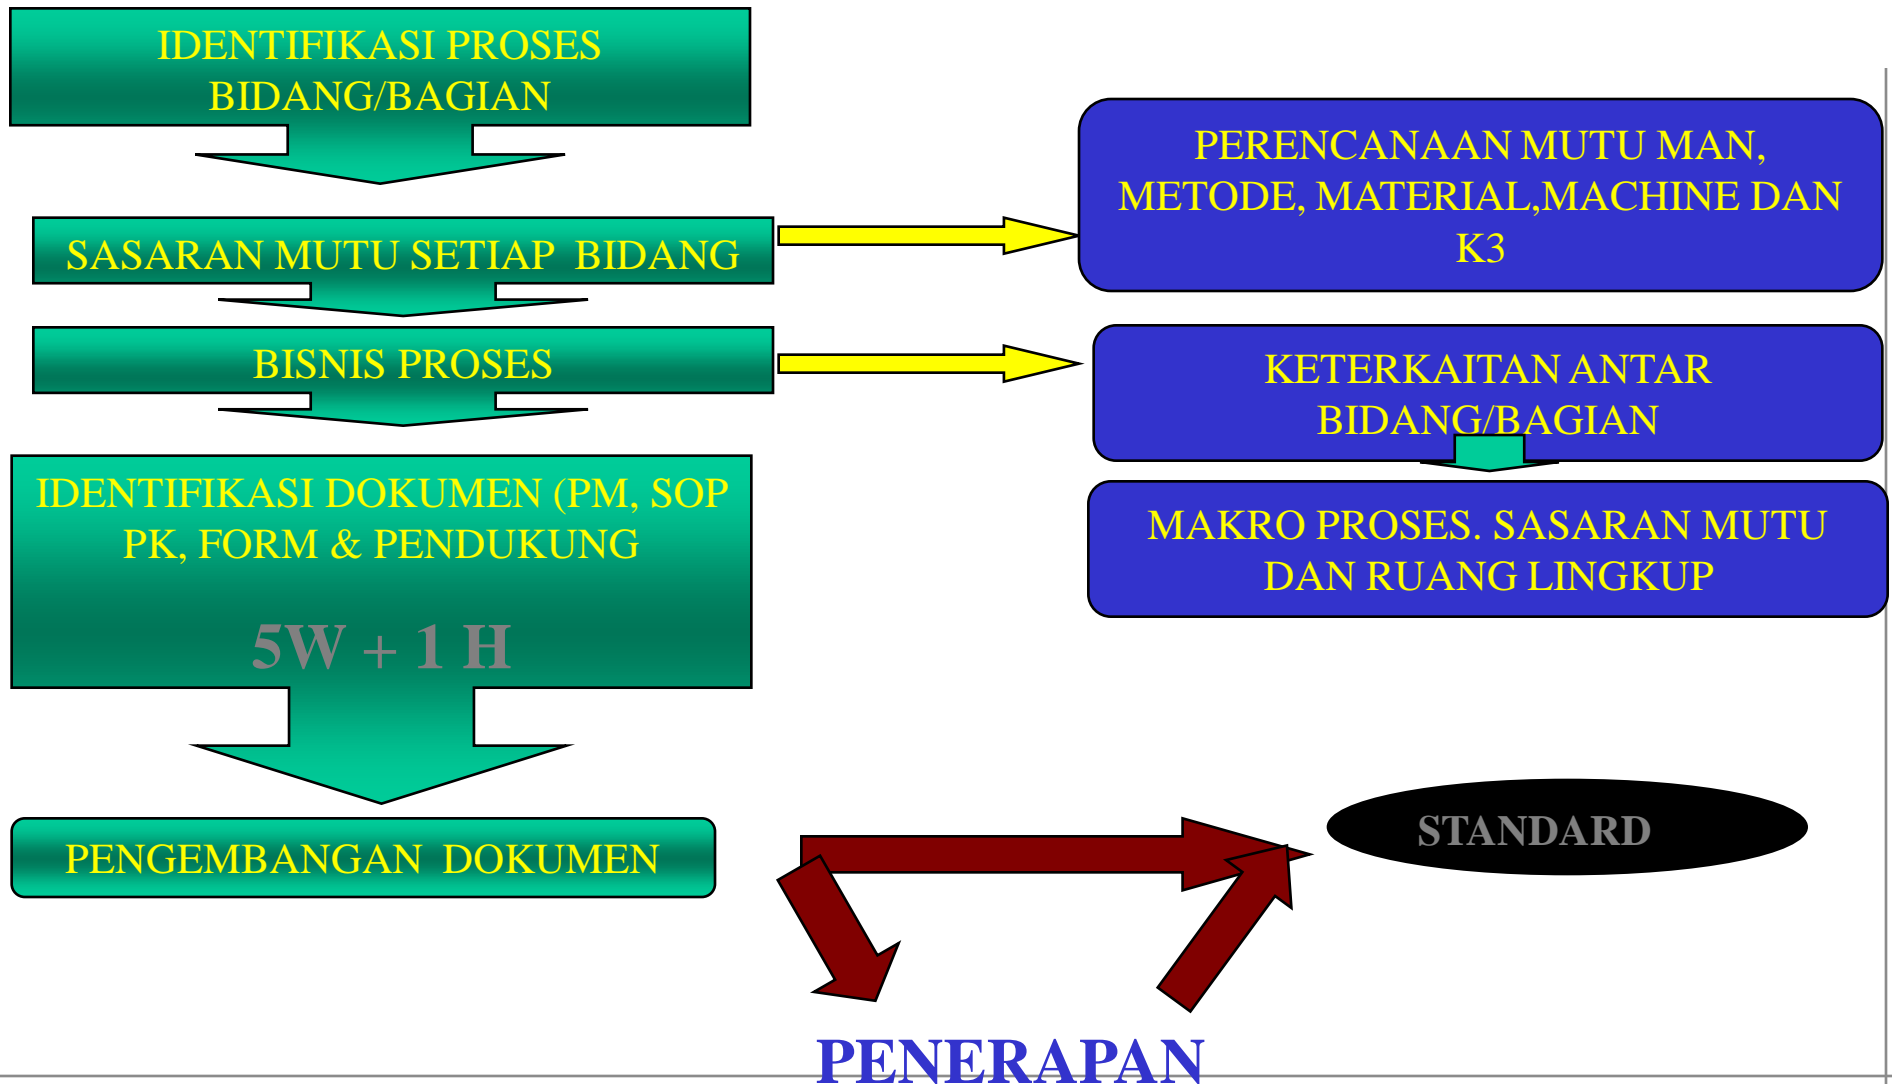 IDENTIFIKASI PROSES
BIDANG/BAGIAN
SASARAN MUTU SETIAP BIDANG
BISNIS PROSES
IDENTIFIKASI DOKUMEN (PM, SOP
PK, FORM & PENDUKUNG
5W + 1 H
PENGEMBANGAN DOKUMEN
PERENCANAAN MUTU MAN,
METODE, MATERIAL,MACHINE DAN
K3
KETERKAITAN ANTAR
BIDANG/BAGIAN
MAKRO PROSES. SASARAN MUTU
DAN RUANG LINGKUP
STANDARD
PENERAPAN